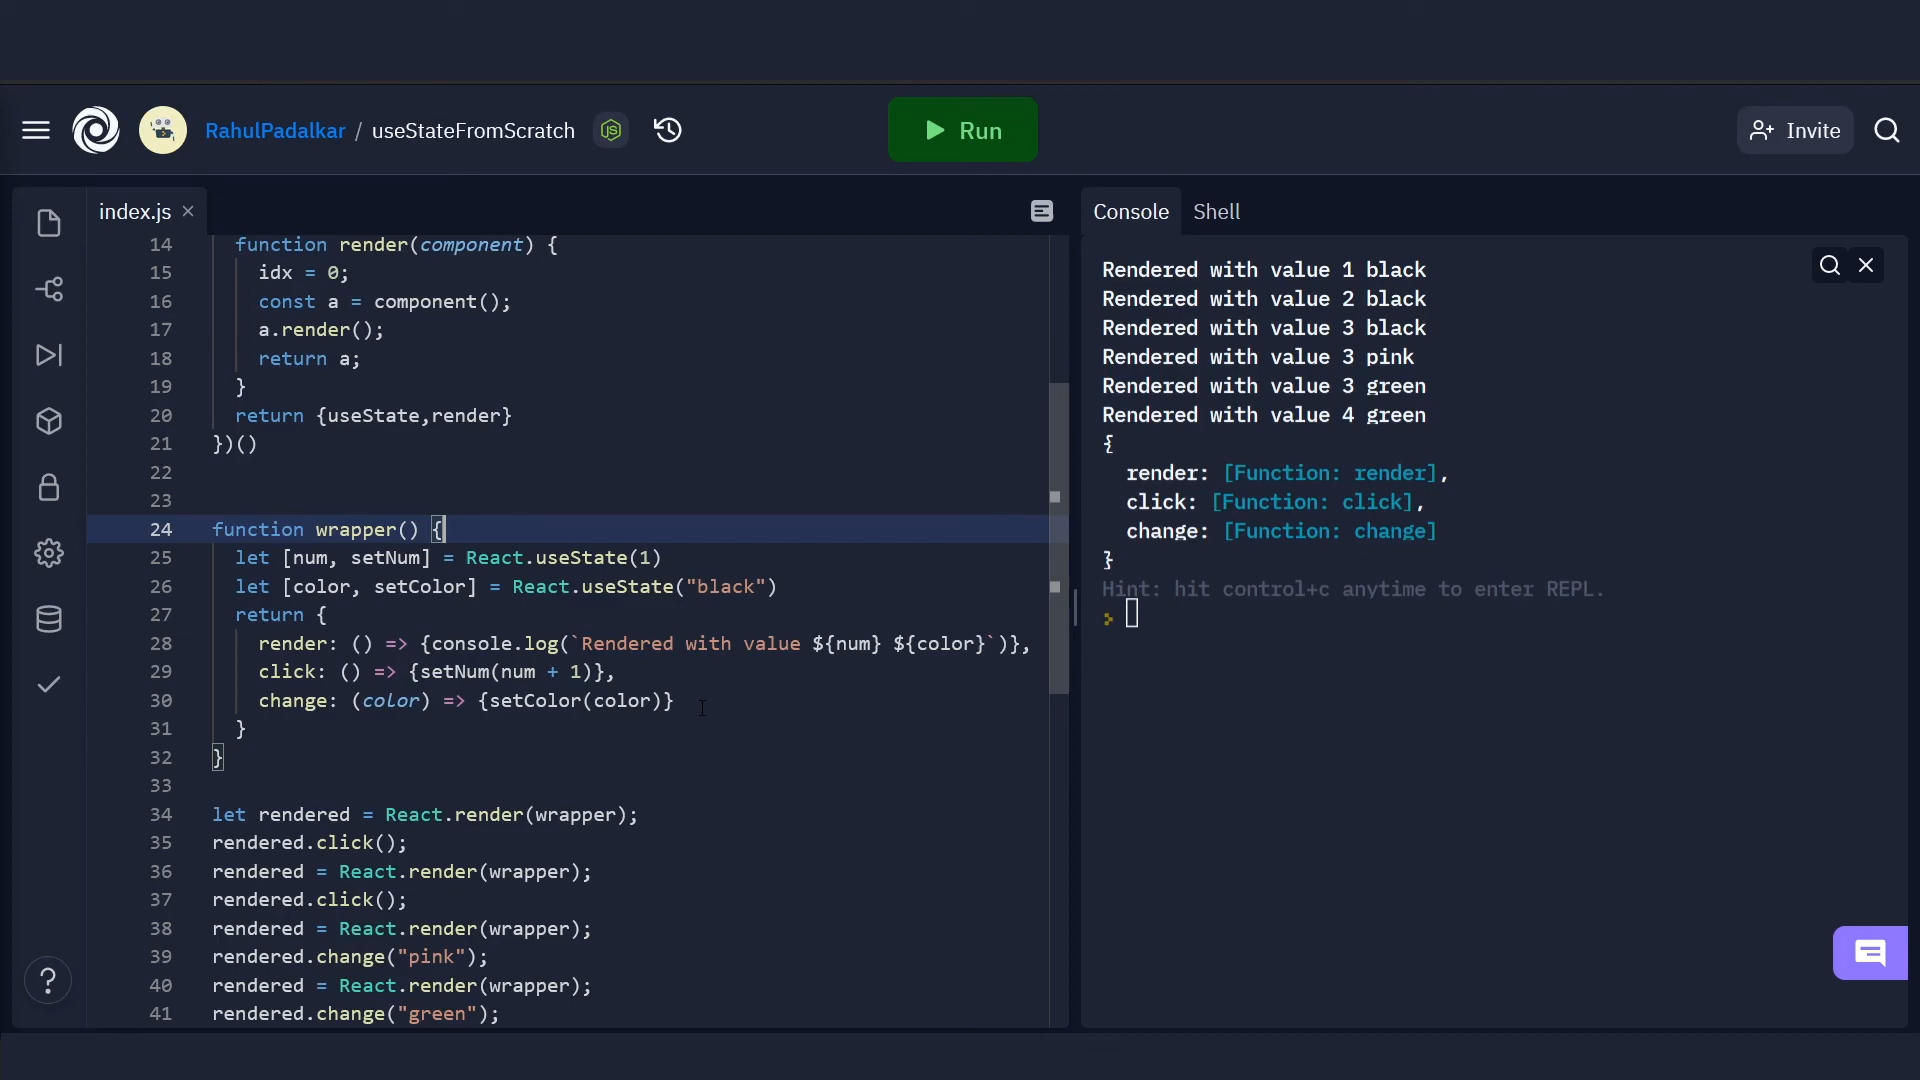 RahulPadalkar / useStateFromScratch
JS
Run
Invite
index.js ×
14 function render(component) {
15 idx = 0;
16 const a = component();
17 a.render();
18 return a;
19 }
20 return {useState,render}
21 })()
22
23
24 function wrapper() {
25 let [num, setNum] = React.useState(1)
26 let [color, setColor] = React.useState("black")
27 return {
28 render: () => {console.log(`Rendered with value ${num} ${color}`)},
29 click: () => {setNum(num + 1)},
30 change: (color) => {setColor(color)}
31 }
32 }
33
34 let rendered = React.render(wrapper);
35 rendered.click();
36 rendered = React.render(wrapper);
37 rendered.click();
38 rendered = React.render(wrapper);
39 rendered.change("pink");
40 rendered = React.render(wrapper);
41 rendered.change("green");
?
Console Shell
Rendered with value 1 black
Rendered with value 2 black
Rendered with value 3 black
Rendered with value 3 pink
Rendered with value 3 green
Rendered with value 4 green
{
render: [Function: render],
click: [Function: click],
change: [Function: change]
}
Hint: hit control+c anytime to enter REPL.
>